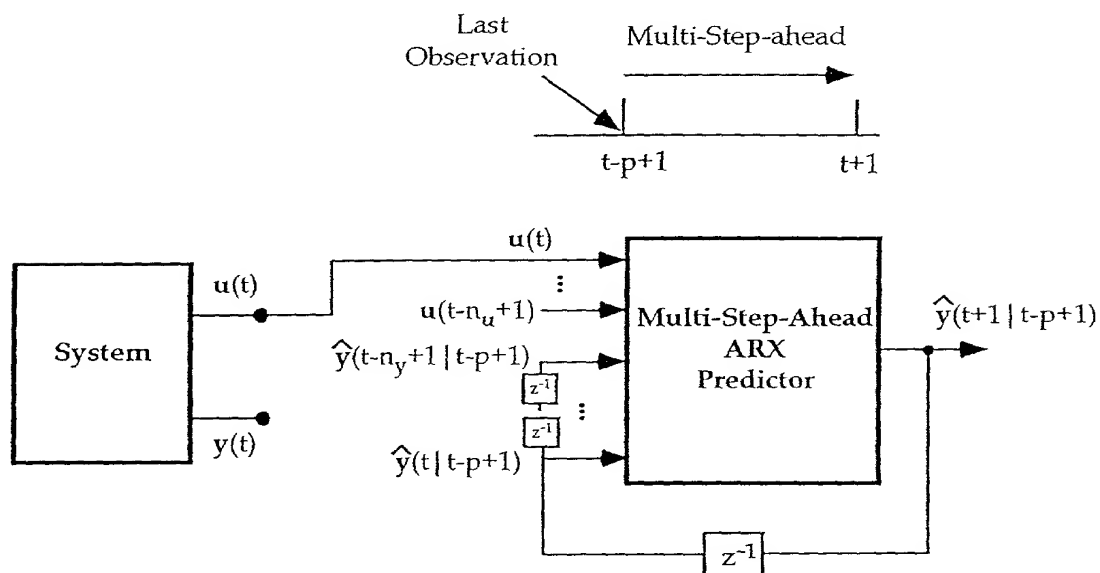 Last
Observation
Multi-Step-ahead
t-p+1
t+1
System
u(t)
y(t)
u(t)
...
u(t-n_u+1)
ŷ(t-n_y+1 | t-p+1)
z⁻¹
...
z⁻¹
ŷ(t | t-p+1)
Multi-Step-Ahead
ARX
Predictor
ŷ(t+1 | t-p+1)
z⁻¹